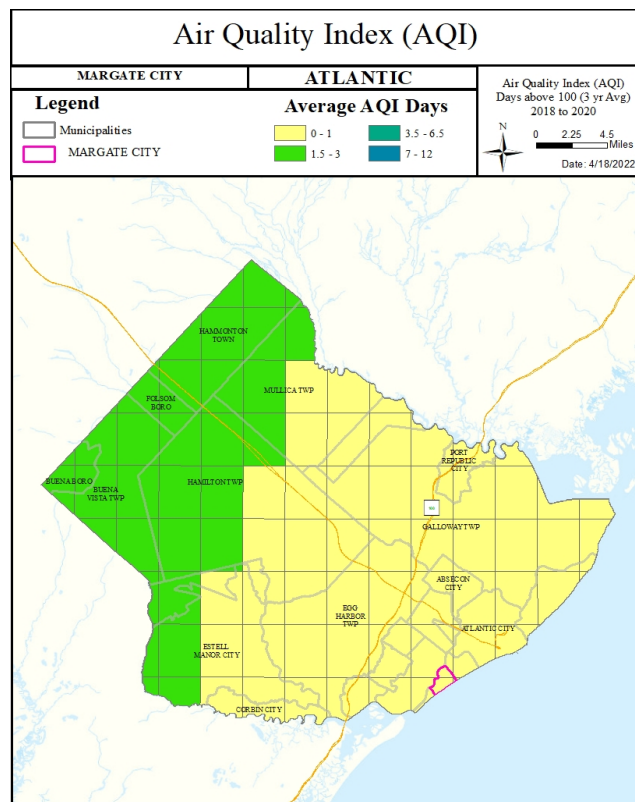 Air Quality Index (AQI)
MARGATE CITY
ATLANTIC
Legend
Municipalities
MARGATE CITY
Average AQI Days
0 - 1
1.5 - 3
3.5 - 6.5
7 - 12
Air Quality Index (AQI)
Days above 100 (3 yr Avg)
2018 to 2020
N
0 2.25 4.5
Miles
Date: 4/18/2022
HAMMONTON
TOWN
MULLICA TWP
FOLSOM
BORO
PORT
REPUBLIC
CITY
BUENA BORO
BUENA
VISTA TWP
HAMILTON TWP
GALLOWAY TWP
ABSECON
CITY
EGG
HARBOR
TWP
ATLANTIC CITY
ESTELL
MANOR CITY
CORBIN CITY